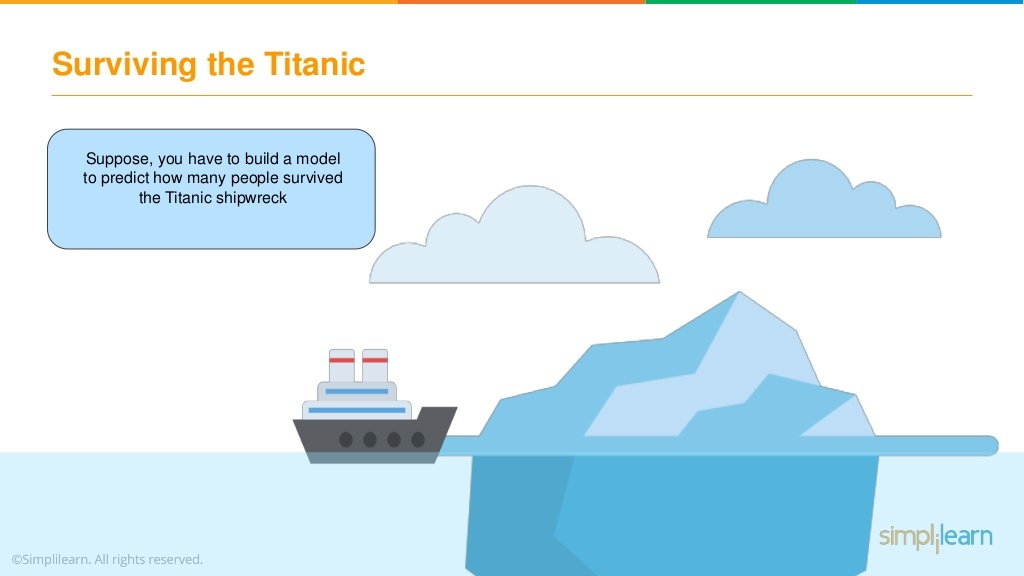 Surviving the Titanic
Suppose, you have to build a model
to predict how many people survived
the Titanic shipwreck
simplilearn
©Simplilearn. All rights reserved.